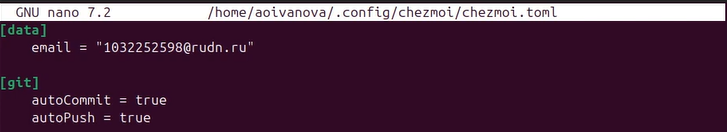 GNU nano 7.2 /home/aoivanova/.config/chezmoi/chezmoi.toml
[data]
email = "1032252598@rudn.ru"
[git]
autoCommit = true
autoPush = true